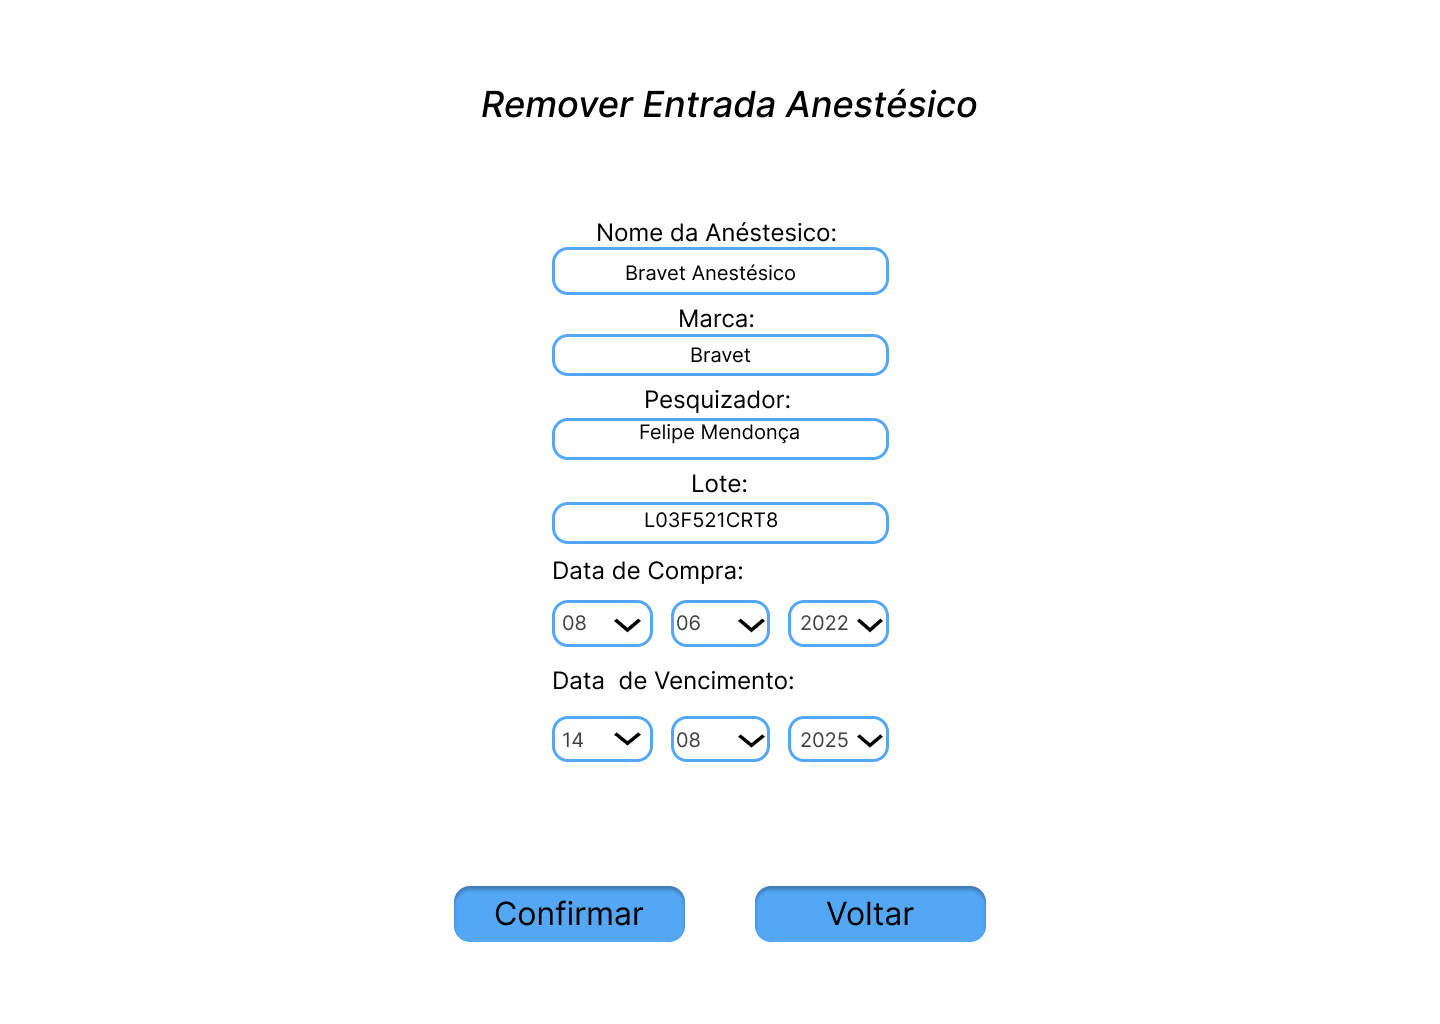 Remover Entrada Anestésico
Nome da Anéstesico:
Bravet Anestésico
Marca:
Bravet
Pesquizador:
Felipe Mendonça
Lote:
L03F521CRT8
Data de Compra:
08 06 2022
Data de Vencimento:
14 08 2025
Confirmar Voltar